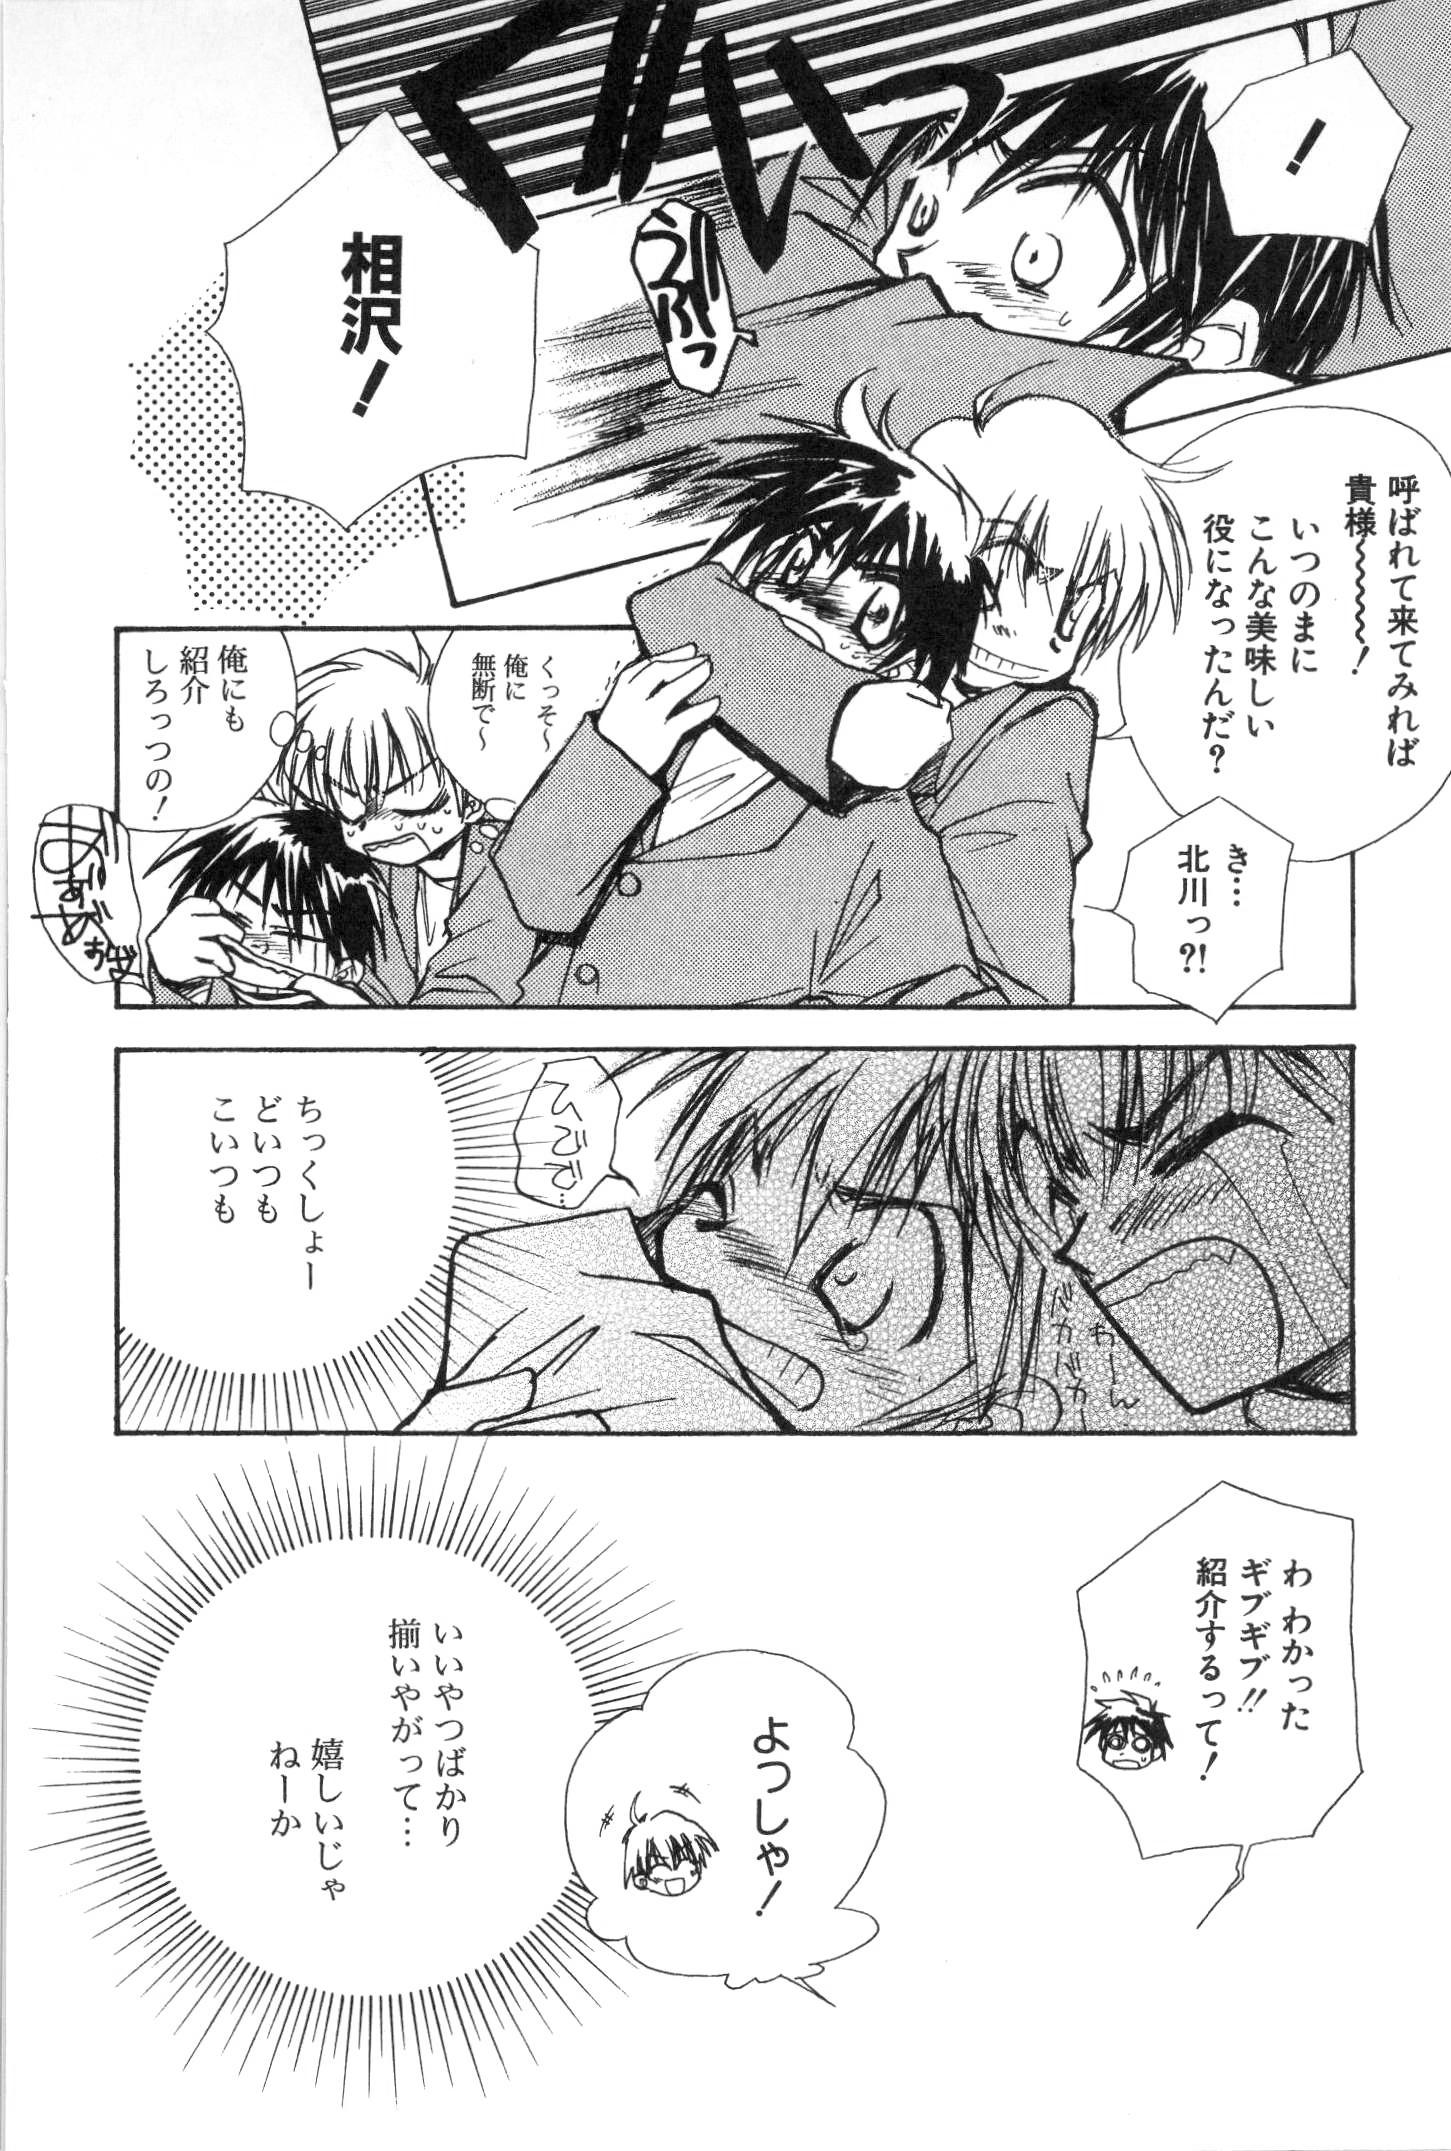 ！
ぐいっ
うぷっ
相沢！
呼ばれて来てみれば
貴様～～～～！
いつのまに
こんな美味しい
役になったんだ？
き…
北川っ?!
くっそ～
俺に
無断で～
俺にも
紹介
しろっつの！
ちっくしょー
どいつも
こいつも
わーん
わ わかった
ギブギブ!!
紹介するって！
よっしゃ！
いいやつばかり
揃いやがって…
嬉しいじゃ
ねーか